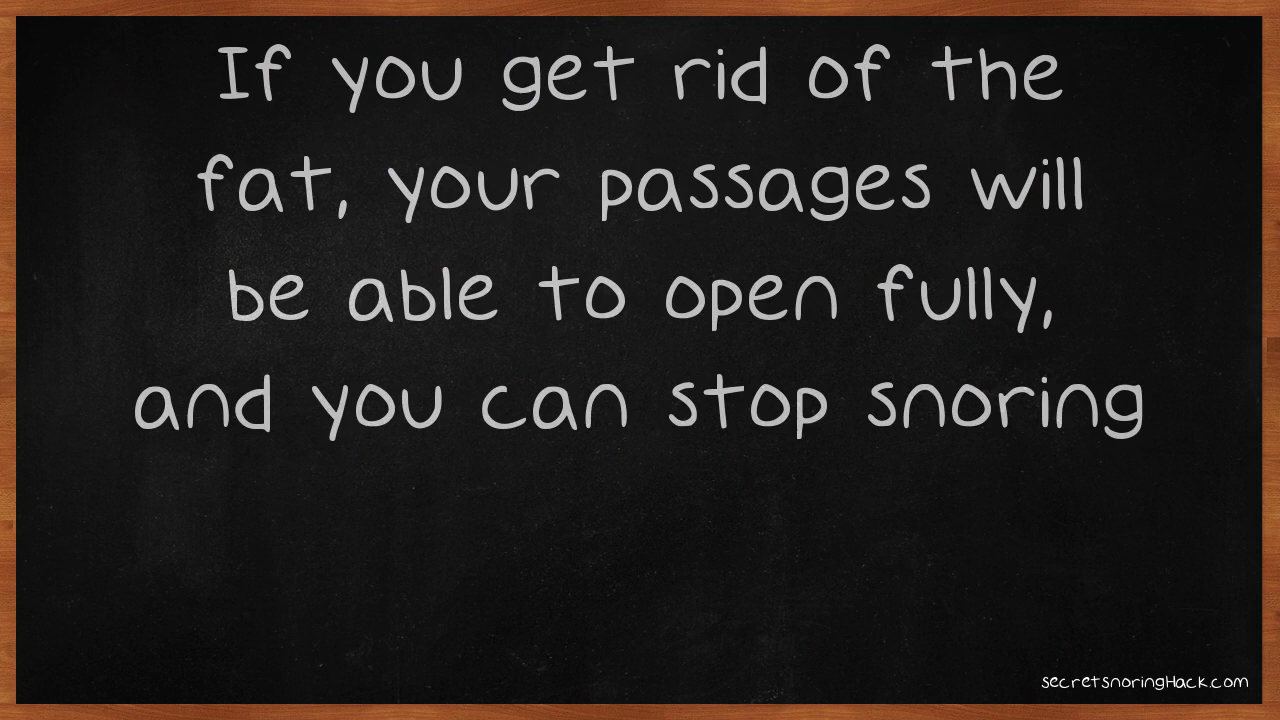 If you get rid of the
fat, your passages will
be able to open fully,
and you can stop snoring
secretsnoringHack.com